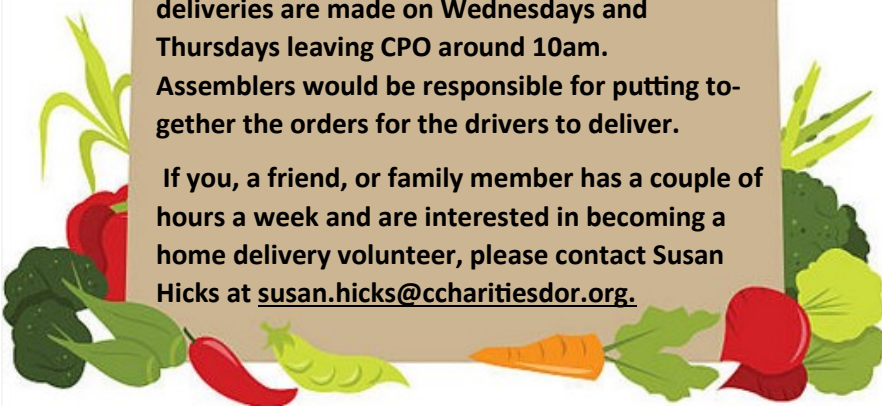 deliveries are made on Wednesdays and
Thursdays leaving CPO around 10am.
Assemblers would be responsible for putting to-
gether the orders for the drivers to deliver.
If you, a friend, or family member has a couple of
hours a week and are interested in becoming a
home delivery volunteer, please contact Susan
Hicks at susan.hicks@ccharitiesdor.org.